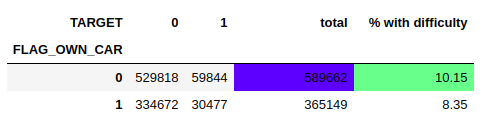 TARGET 0 1 total % with difficulty
FLAG_OWN_CAR
0 529818 59844 589662 10.15
1 334672 30477 365149 8.35